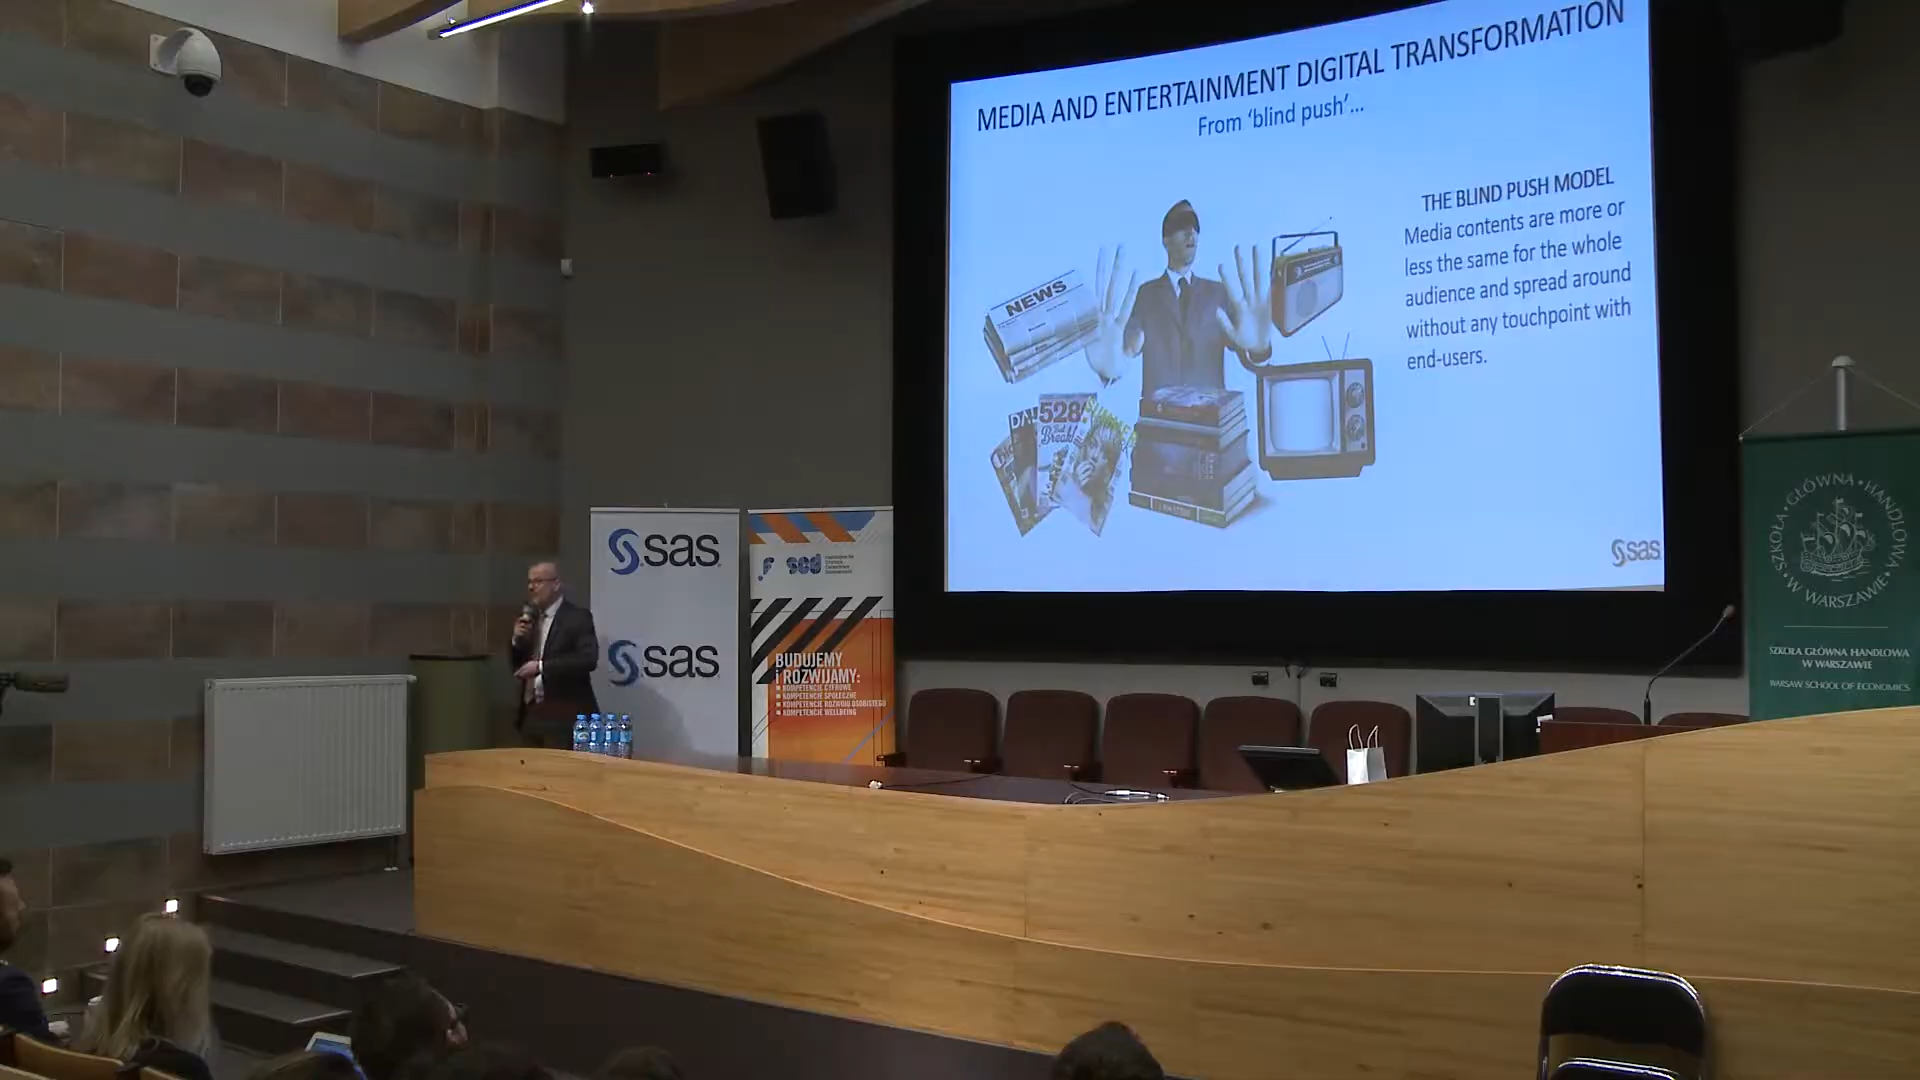 MEDIA AND ENTERTAINMENT DIGITAL TRANSFORMATION
From ‘blind push’...
THE BLIND PUSH MODEL
Media contents are more or
less the same for the whole
audience and spread around
without any touchpoint with
end-users.
NEWS
528
Break!
sas
sas
sas
scd
BUDUJEMY
i ROZWIJAMY:
KOMPETENCJE CYFROWE
KOMPETENCJE SPOŁECZNE
KOMPETENCJE ROZWOJU OSOBISTEGO
KOMPETENCJE WELLBEING
SZKOŁA • GŁÓWNA • HANDLOWA • W WARSZAWIE •
SZKOŁA GŁÓWNA HANDLOWA
W WARSZAWIE
WARSAW SCHOOL OF ECONOMICS